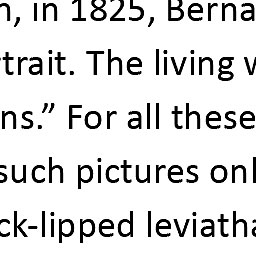 n, in 1825, Berna
trait. The living w
ns.” For all these
such pictures onl
ck-lipped leviatha